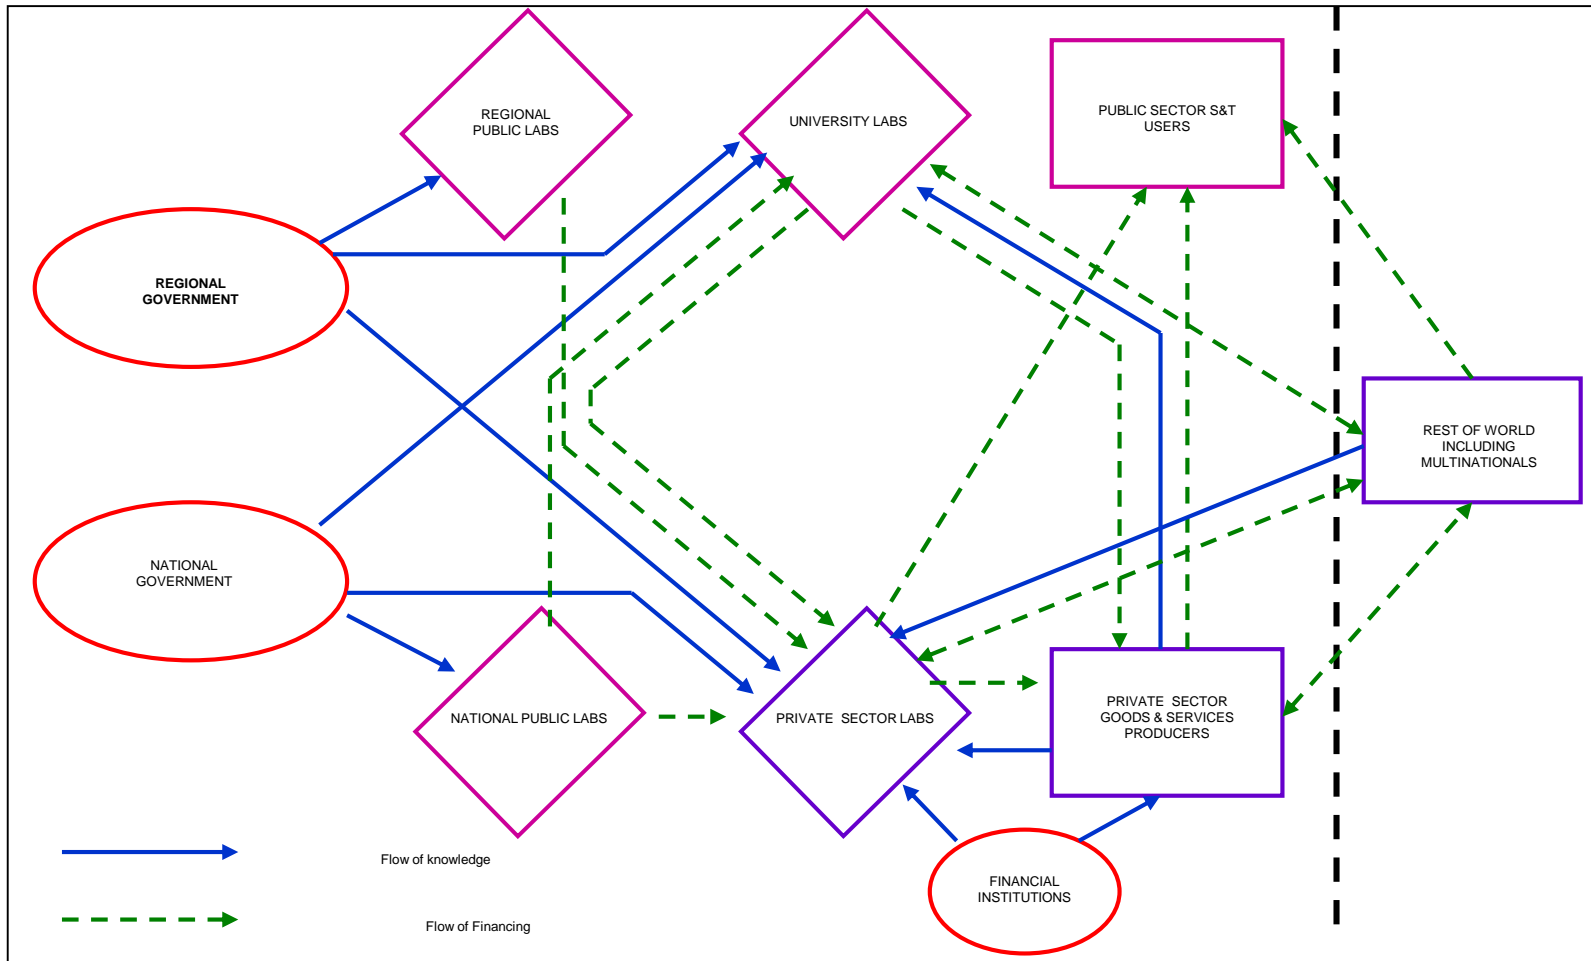 REGIONAL
PUBLIC LABS
UNIVERSITY LABS
PUBLIC SECTOR S&T
USERS
REGIONAL
GOVERNMENT
REST OF WORLD
INCLUDING
MULTINATIONALS
NATIONAL
GOVERNMENT
NATIONAL PUBLIC LABS
PRIVATE SECTOR LABS
PRIVATE SECTOR
GOODS & SERVICES
PRODUCERS
Flow of knowledge
FINANCIAL
INSTITUTIONS
Flow of Financing